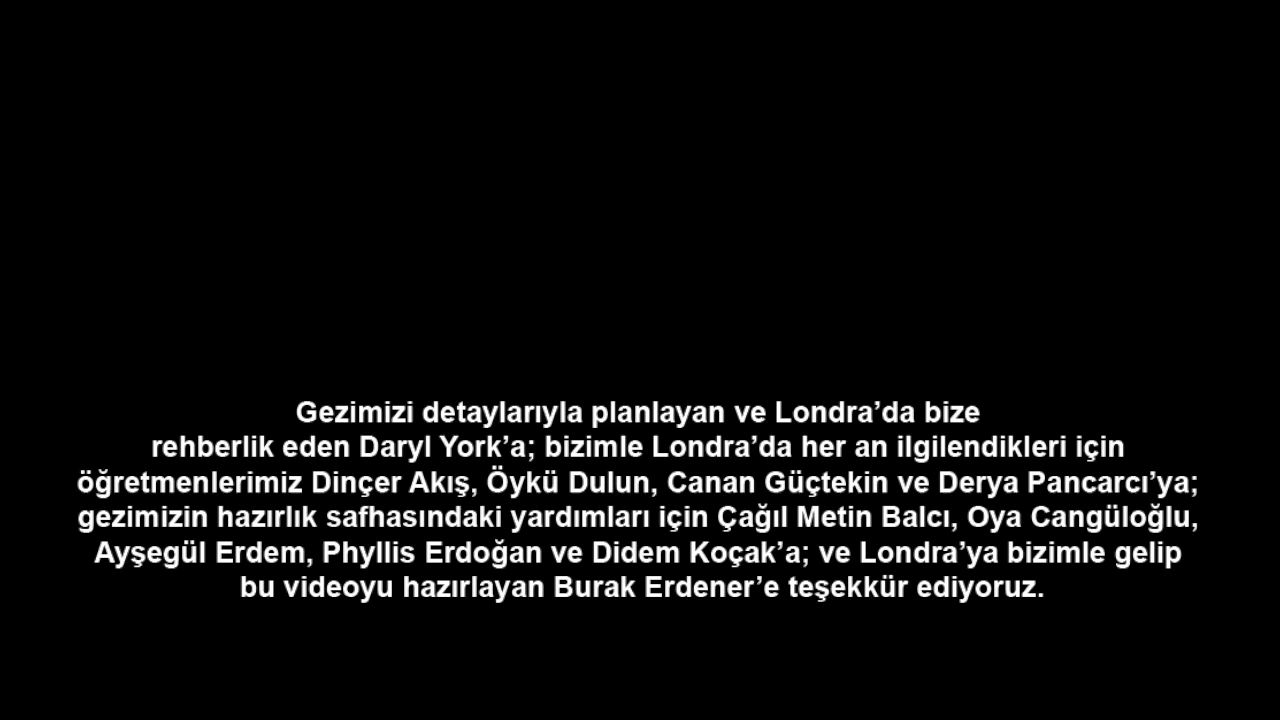 Gezimizi detaylarıyla planlayan ve Londra’da bize
rehberlik eden Daryl York’a; bizimle Londra’da her an ilgilendikleri için
öğretmenlerimiz Dinçer Akış, Öykü Dulun, Canan Güçtekin ve Derya Pancarcı’ya;
gezimizin hazırlık safhasındaki yardımları için Çağıl Metin Balcı, Oya Cangüloğlu,
Ayşegül Erdem, Phyllis Erdoğan ve Didem Koçak’a; ve Londra’ya bizimle gelip
bu videoyu hazırlayan Burak Erdener’e teşekkür ediyoruz.